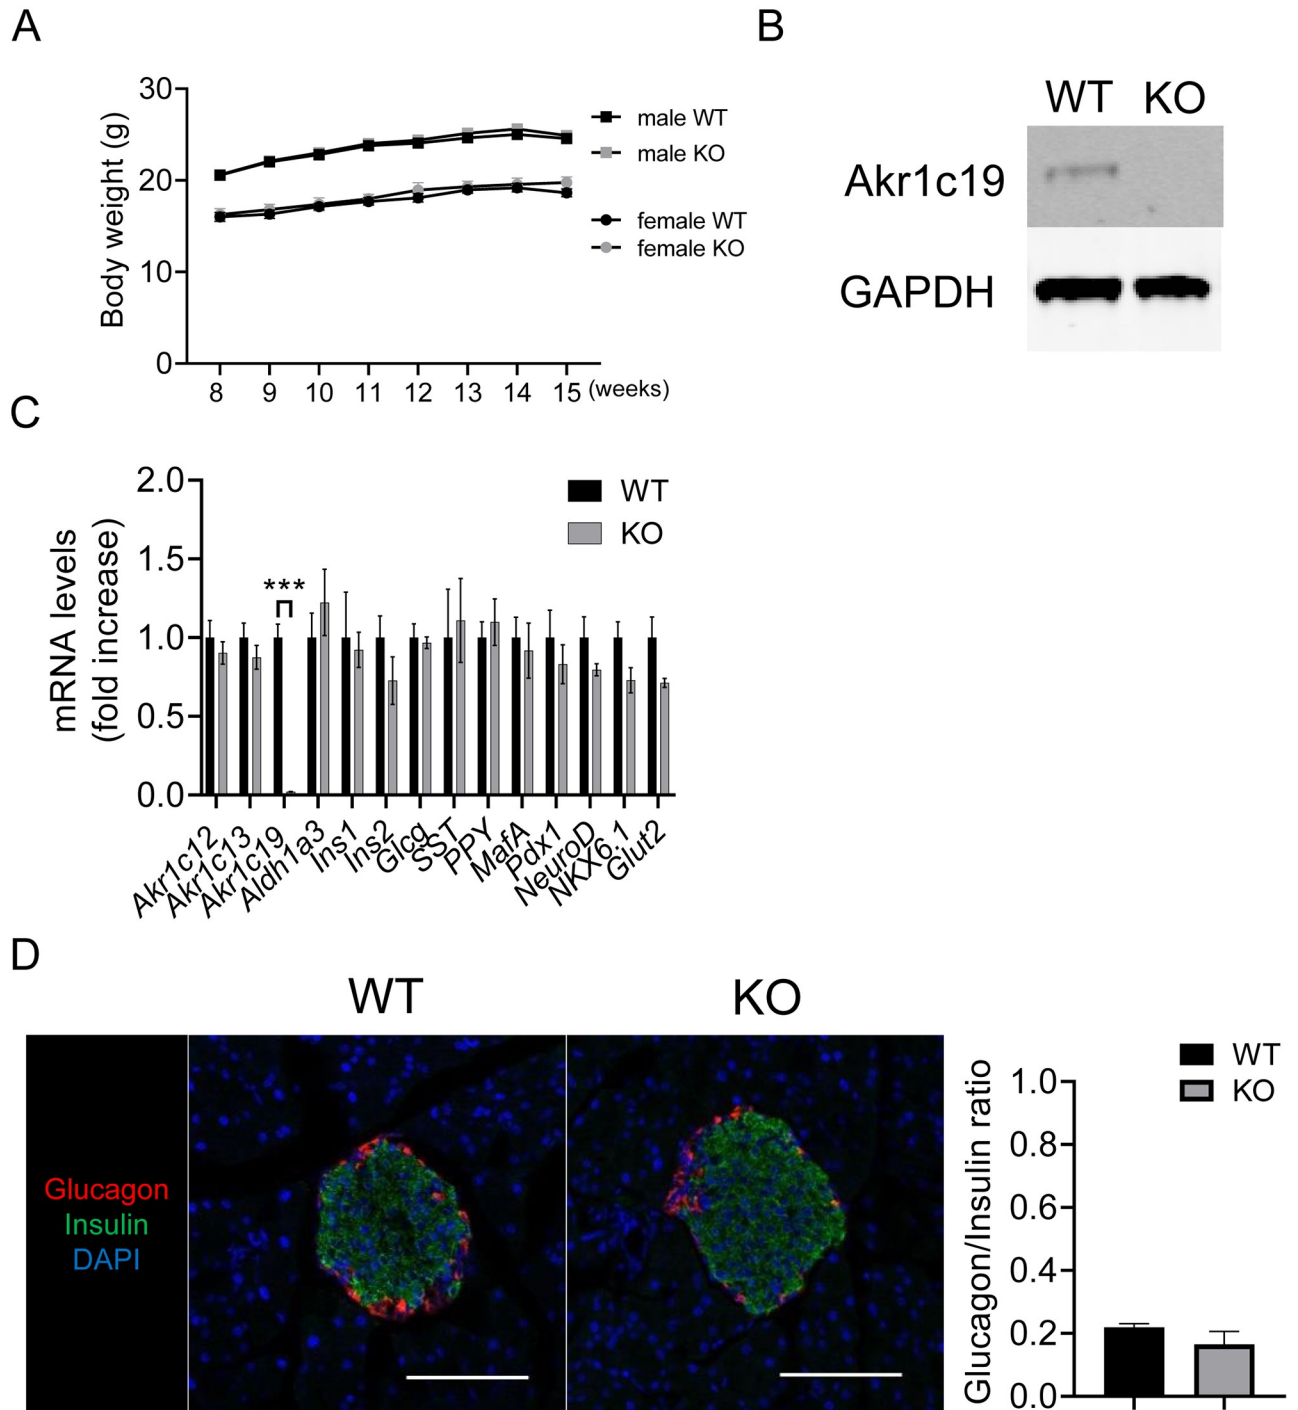 A
30
20
10
0
Body weight (g)
8 9 10 11 12 13 14 15 (weeks)
male WT
male KO
female WT
female KO
B
WT KO
Akr1c19
GAPDH
C
2.0
1.5
1.0
0.5
0.0
mRNA levels
(fold increase)
WT
KO
***
Akr1c12
Akr1c13
Akr1c19
Aldh1a3
Ins1
Ins2
Glcg
SST
PPY
MafA
Pdx1
NeuroD
NKX6.1
Glut2
D
WT
KO
Glucagon
Insulin
DAPI
Glucagon/Insulin ratio
1.0
0.8
0.6
0.4
0.2
0.0
WT
KO